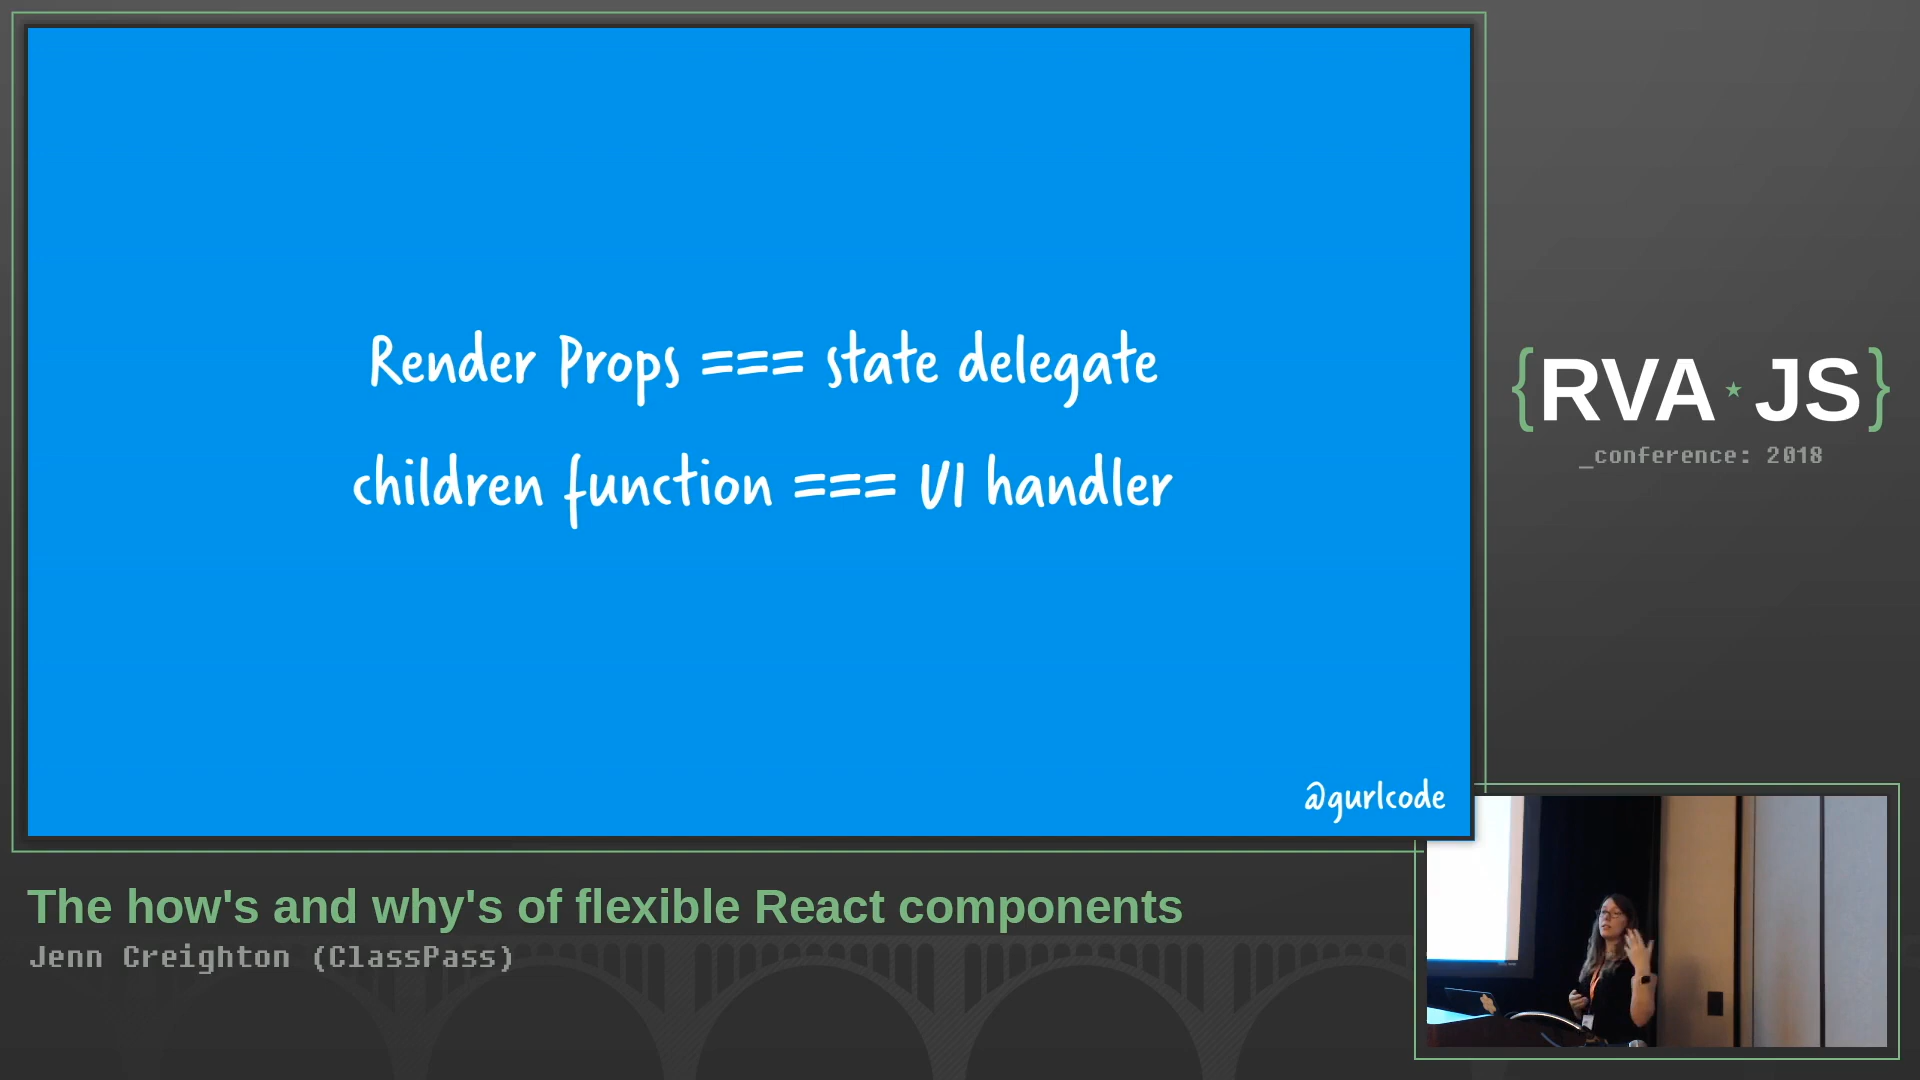 Render Props === state delegate
children function === UI handler
@gurlcode
{RVA★JS}
_conference: 2018
The how's and why's of flexible React components
Jenn Creighton (ClassPass)